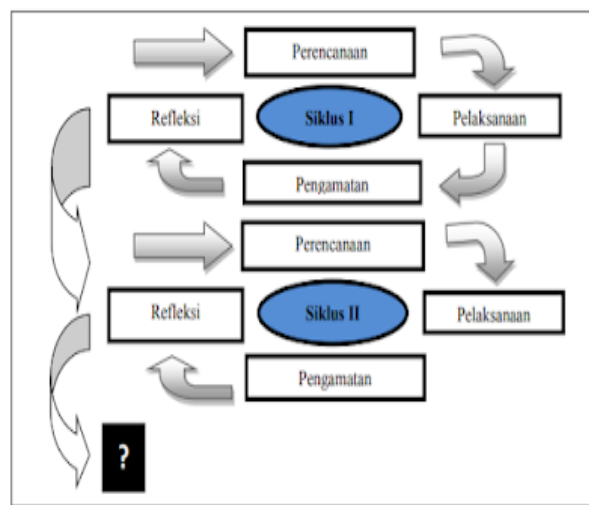 Perencanaan
Refleksi
Siklus I
Pelaksanaan
Pengamatan
Perencanaan
Refleksi
Siklus II
Pelaksanaan
Pengamatan
?